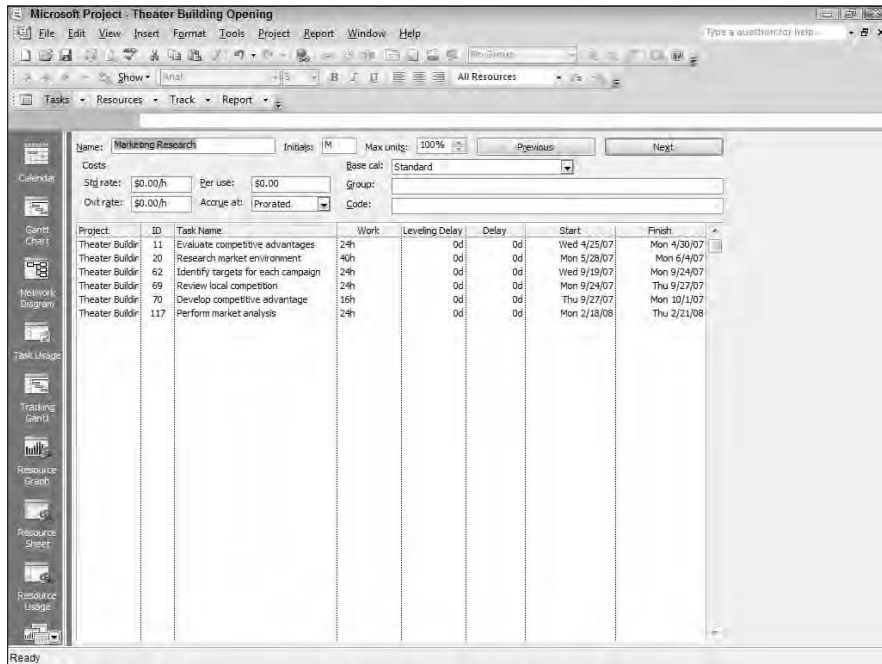 Microsoft Project - Theater Building Opening
File Edit View Insert Format Tools Project Report Window Help
Type a question for help
No Group
Show Arial 8 B I U All Resources
Tasks Resources Track Report
Calendar
Gantt Chart
Network Diagram
Task Usage
Tracking Gantt
Resource Graph
Resource Sheet
Resource Usage
Name: Marketing Research Initials: M Max units: 100% Previous Next
Costs Base cal: Standard
Std rate: $0.00/h Per use: $0.00 Group:
Ovt rate: $0.00/h Accrue at: Prorated Code:
Project ID Task Name Work Leveling Delay Delay Start Finish
Theater Buildin 11 Evaluate competitive advantages 24h 0d 0d Wed 4/25/07 Mon 4/30/07
Theater Buildin 20 Research market environment 40h 0d 0d Mon 5/28/07 Mon 6/4/07
Theater Buildin 62 Identify targets for each campaign 24h 0d 0d Wed 9/19/07 Mon 9/24/07
Theater Buildin 69 Review local competition 24h 0d 0d Mon 9/24/07 Thu 9/27/07
Theater Buildin 70 Develop competitive advantage 16h 0d 0d Thu 9/27/07 Mon 10/1/07
Theater Buildin 117 Perform market analysis 24h 0d 0d Mon 2/18/08 Thu 2/21/08
Ready